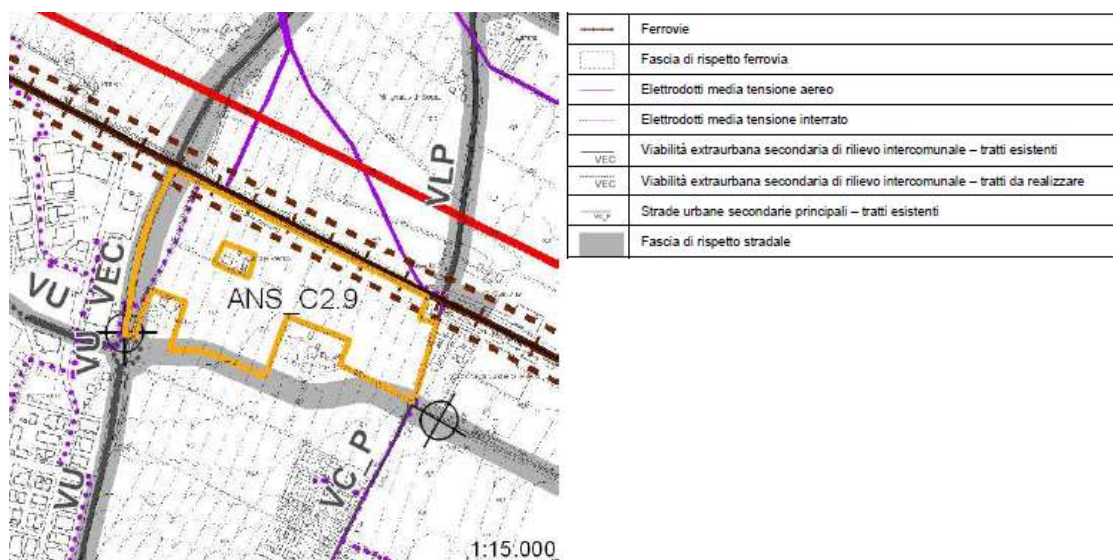 VLP
VEC
VU
ANS_C2.9
VU
VC_P
VU
1:15.000
Ferrovie
Fascia di rispetto ferrovia
Elettrodotti media tensione aereo
Elettrodotti media tensione interrato
VEC Viabilità extraurbana secondaria di rilievo intercomunale – tratti esistenti
VEC Viabilità extraurbana secondaria di rilievo intercomunale – tratti da realizzare
VC_P Strade urbane secondarie principali – tratti esistenti
Fascia di rispetto stradale